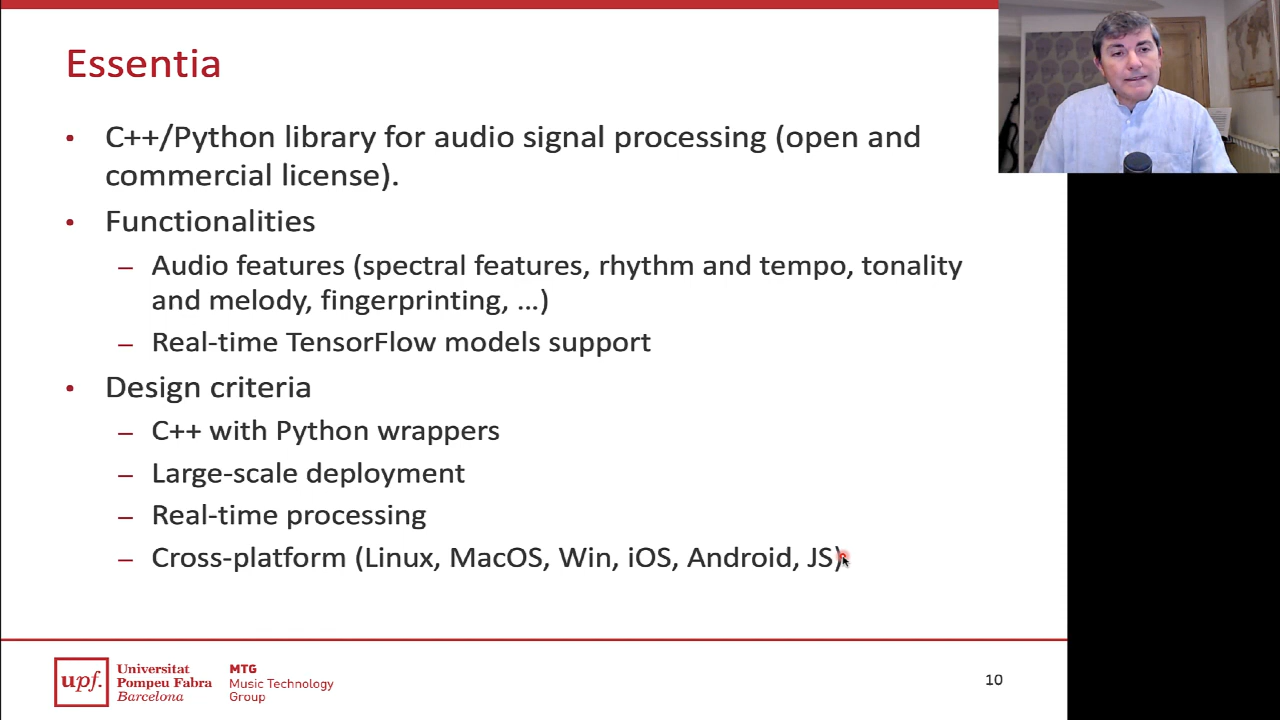 Essentia
• C++/Python library for audio signal processing (open and
commercial license).
• Functionalities
– Audio features (spectral features, rhythm and tempo, tonality
and melody, fingerprinting, ...)
– Real-time TensorFlow models support
• Design criteria
– C++ with Python wrappers
– Large-scale deployment
– Real-time processing
– Cross-platform (Linux, MacOS, Win, iOS, Android, JS)
upf.
Universitat
Pompeu Fabra
Barcelona
MTG
Music Technology
Group
10